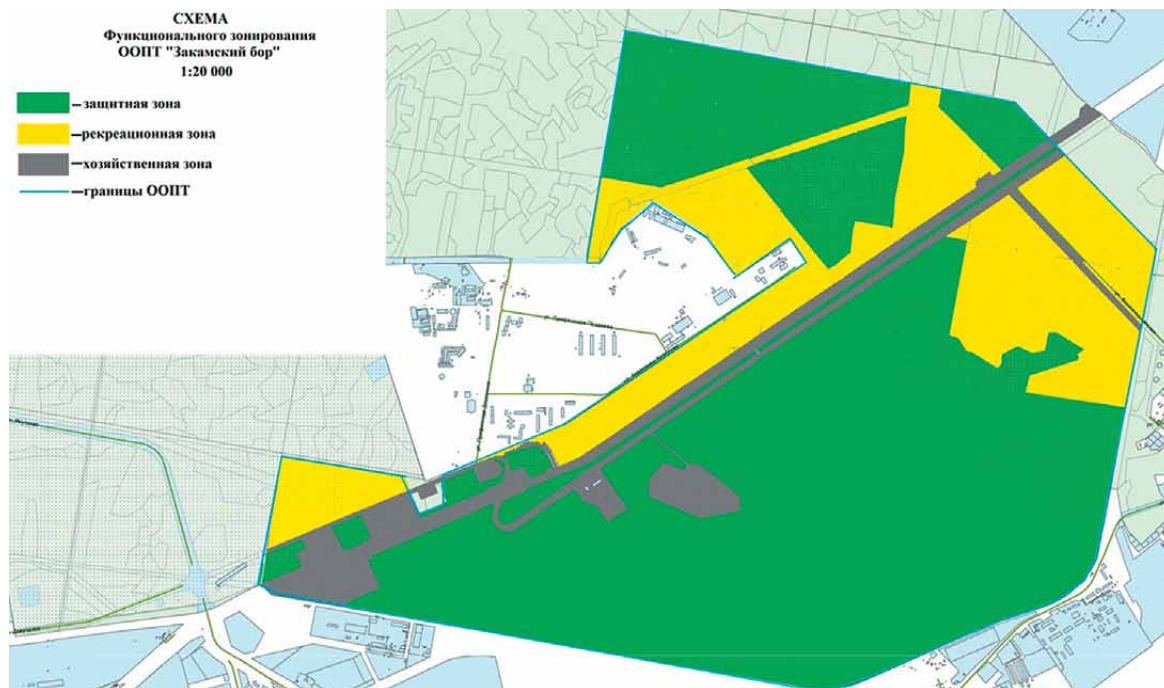 СХЕМА
Функционального зонирования
ООПТ "Закамский бор"
1:20 000
– защитная зона
– рекреационная зона
– хозяйственная зона
– границы ООПТ